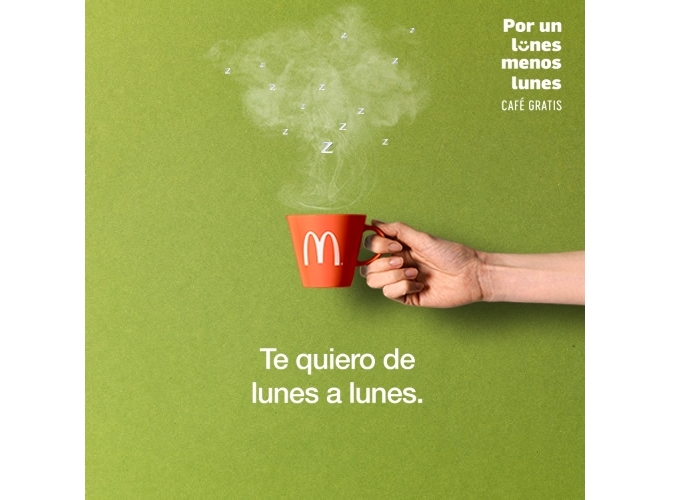 Por un
lunes
menos
lunes
CAFÉ GRATIS
z z z z z z z z z z z z
M
Te quiero de
lunes a lunes.